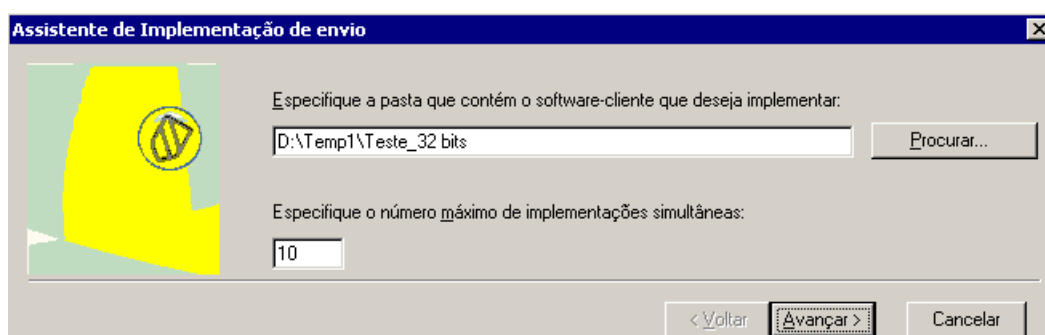 Assistente de Implementação de envio
Especifique a pasta que contém o software-cliente que deseja implementar:
D:\Temp1\Teste_32 bits
Procurar...
Especifique o número máximo de implementações simultâneas:
10
< Voltar
Avançar >
Cancelar